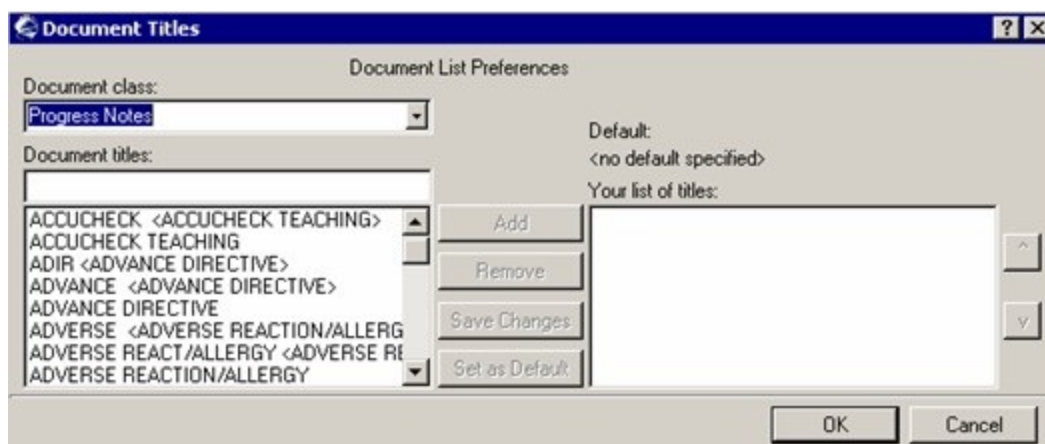 Document Titles
Document List Preferences
Document class:
Progress Notes
Document titles:
ACCUCHECK <ACCUCHECK TEACHING>
ACCUCHECK TEACHING
ADIR <ADVANCE DIRECTIVE>
ADVANCE <ADVANCE DIRECTIVE>
ADVANCE DIRECTIVE
ADVERSE <ADVERSE REACTION/ALLERG
ADVERSE REACT/ALLERGY <ADVERSE RE
ADVERSE REACTION/ALLERGY
Add
Remove
Save Changes
Set as Default
Default:
<no default specified>
Your list of titles:
OK
Cancel